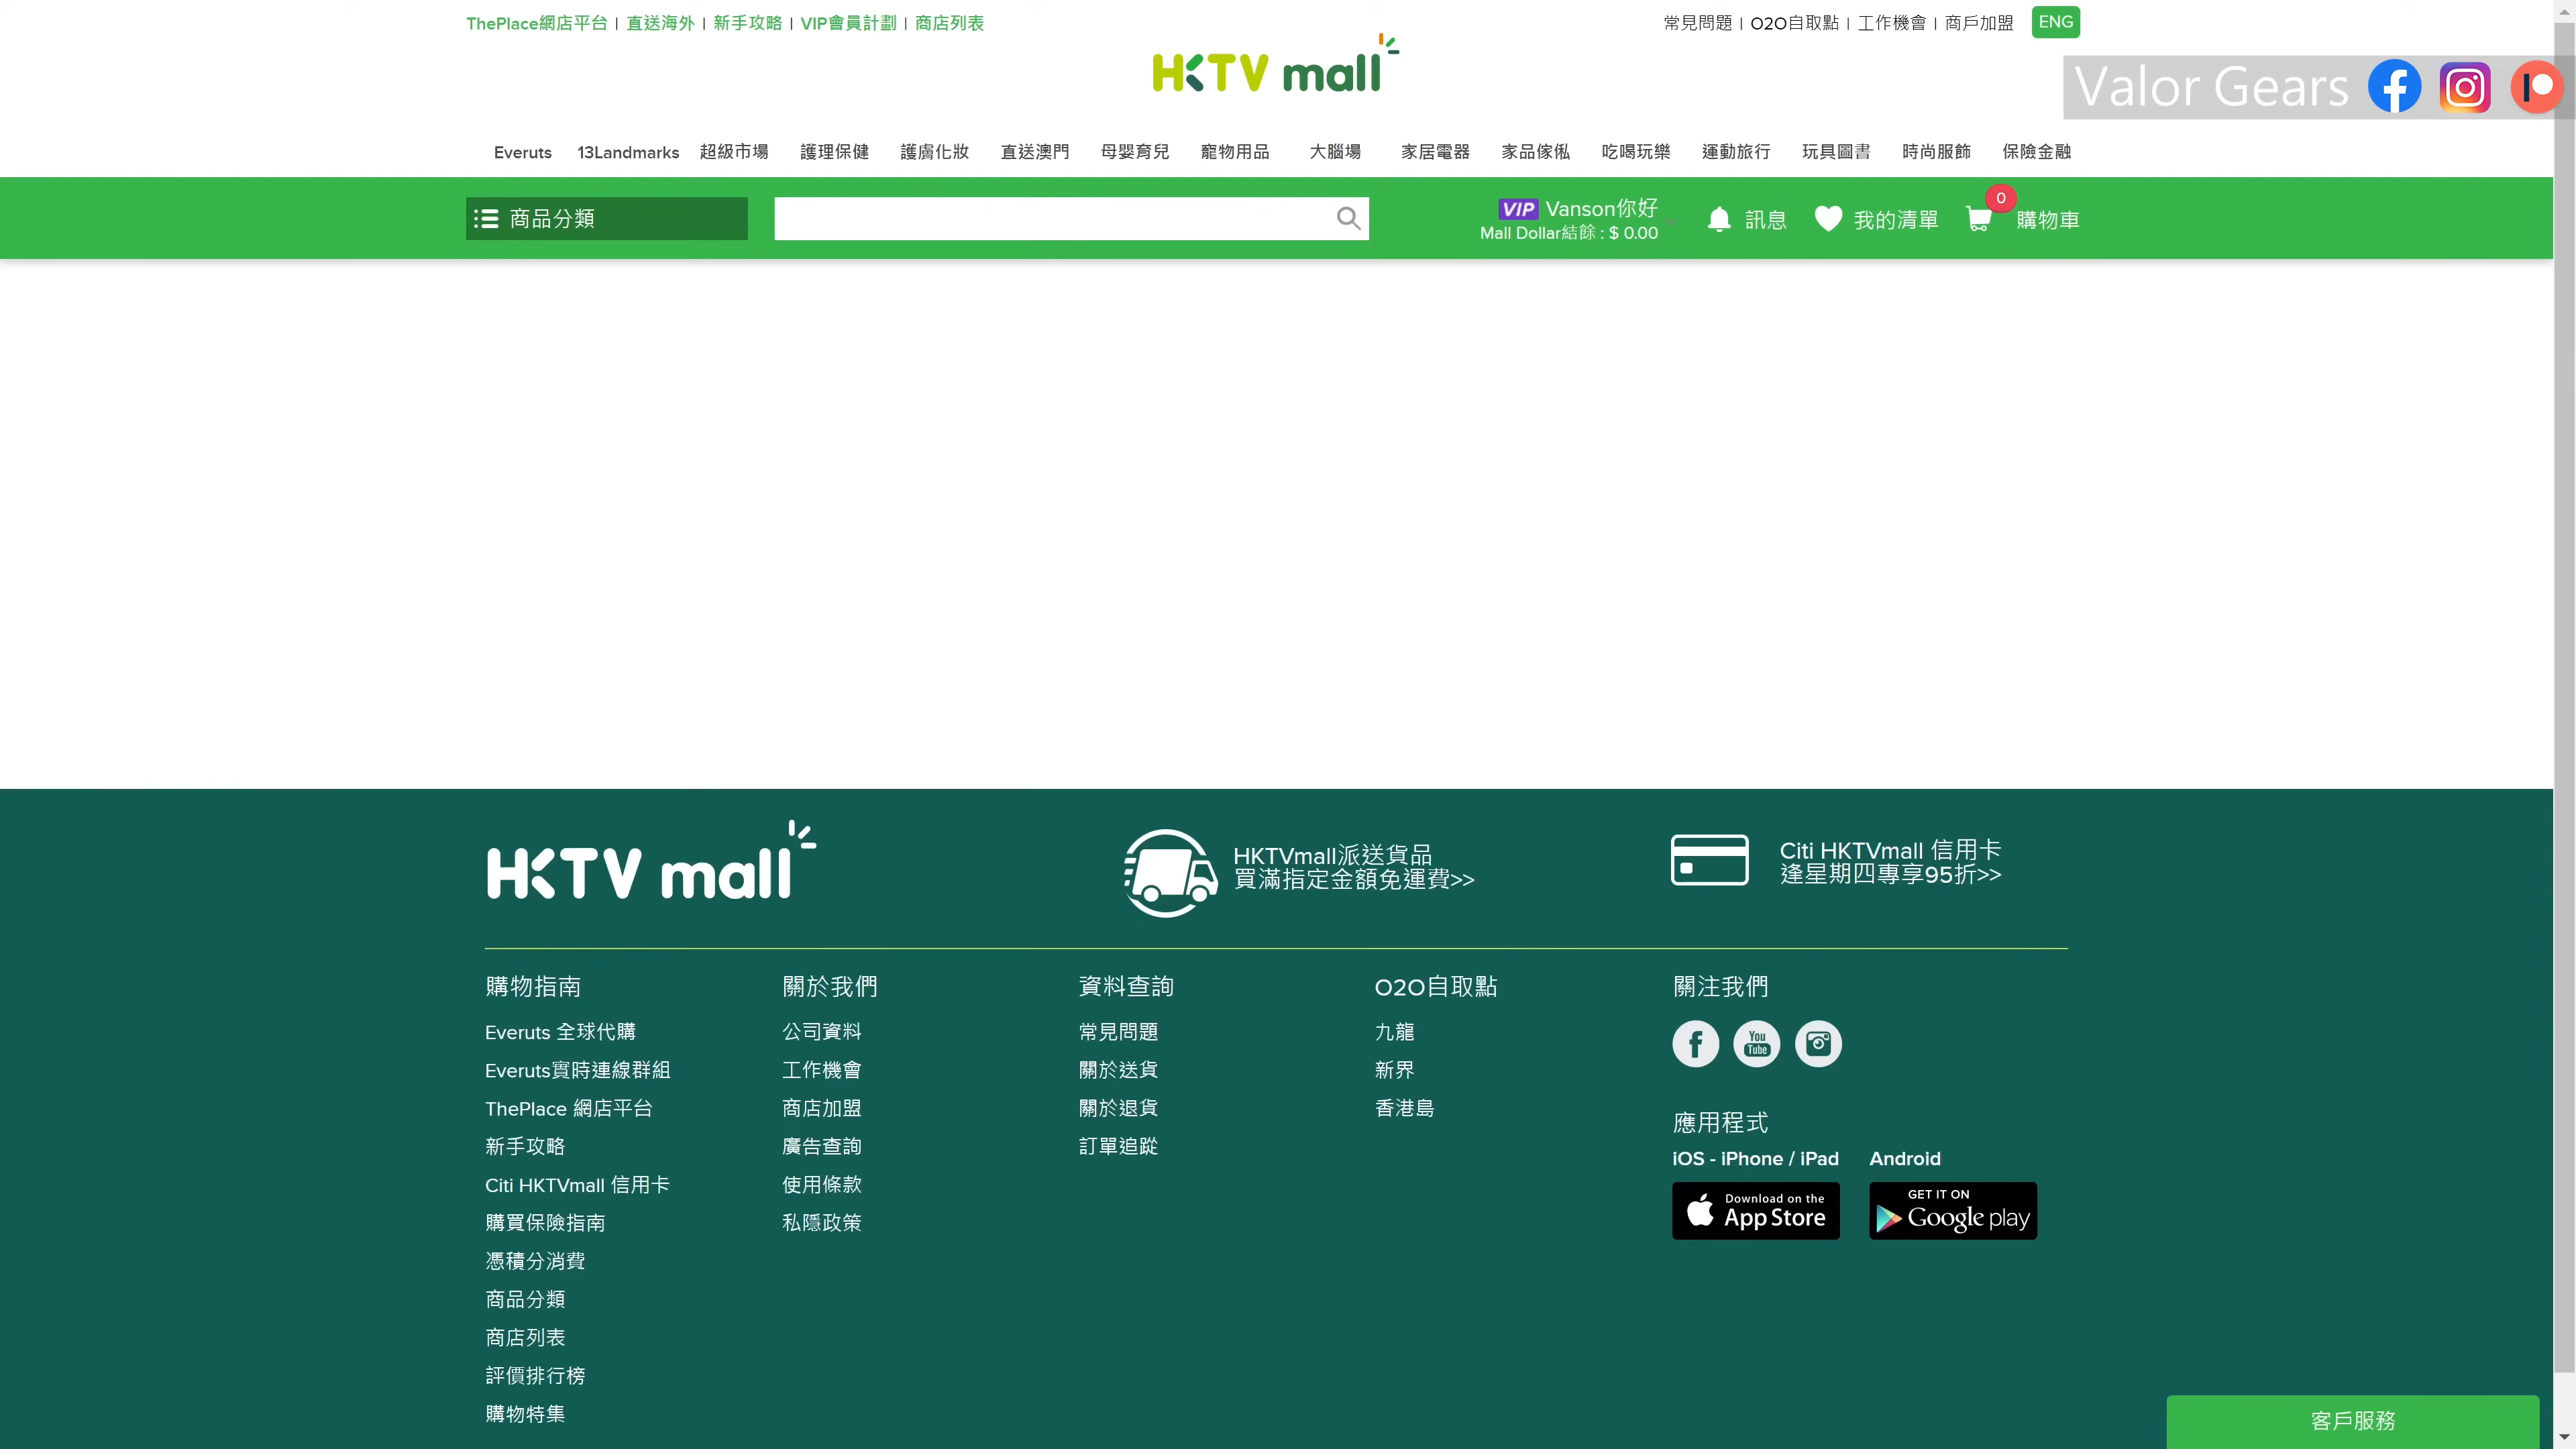 ThePlace網店平台 | 直送海外 | 新手攻略 | VIP會員計劃 | 商店列表
常見問題 | O2O自取點 | 工作機會 | 商戶加盟 ENG
HKTV mall
Valor Gears
Everuts 13Landmarks 超級市場 護理保健 護膚化妝 直送澳門 母嬰育兒 寵物用品 大腦場 家居電器 家品傢俬 吃喝玩樂 運動旅行 玩具圖書 時尚服飾 保險金融
商品分類
VIP Vanson你好
Mall Dollar結餘 : $ 0.00
訊息
我的清單
0
購物車
HKTV mall
HKTVmall派送貨品
買滿指定金額免運費>>
Citi HKTVmall 信用卡
逢星期四專享95折>>
購物指南
Everuts 全球代購
Everuts實時連線群組
ThePlace 網店平台
新手攻略
Citi HKTVmall 信用卡
購買保險指南
憑積分消費
商品分類
商店列表
評價排行榜
購物特集
關於我們
公司資料
工作機會
商店加盟
廣告查詢
使用條款
私隱政策
資料查詢
常見問題
關於送貨
關於退貨
訂單追蹤
O2O自取點
九龍
新界
香港島
關注我們
You
Tube
應用程式
iOS - iPhone / iPad
Download on the
App Store
Android
GET IT ON
Google play
客戶服務